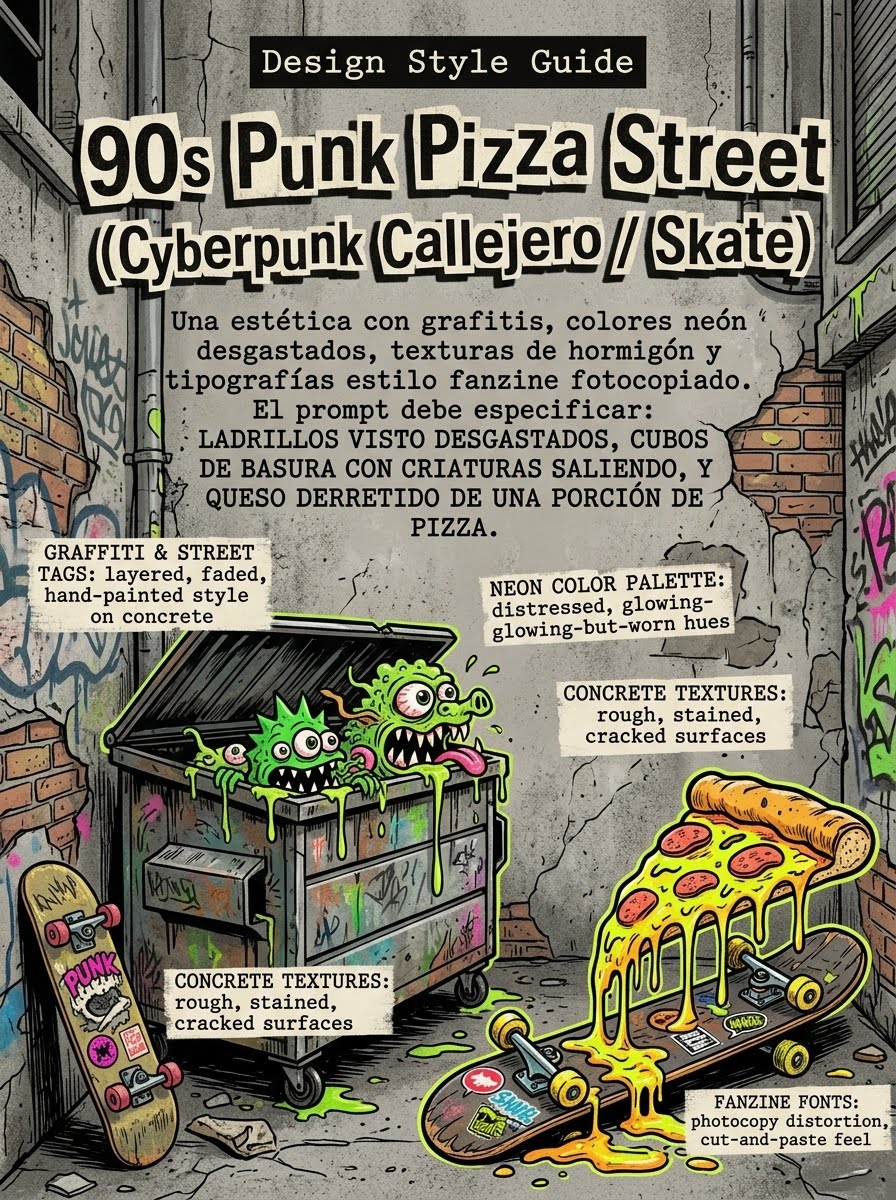 Design Style Guide
90s Punk Pizza Street
(Cyberpunk Callejero / Skate)
Una estética con grafitis, colores neón
desgastados, texturas de hormigón y
tipografías estilo fanzine fotocopiado.
El prompt debe especificar:
LADRILLOS VISTO DESGASTADOS, CUBOS
DE BASURA CON CRIATURAS SALIENDO, Y
QUESO DERRETIDO DE UNA PORCIÓN DE
PIZZA.
GRAFFITI & STREET
TAGS: layered, faded,
hand-painted style
on concrete
NEON COLOR PALETTE:
distressed, glowing-
glowing-but-worn hues
CONCRETE TEXTURES:
rough, stained,
cracked surfaces
PUNK
CONCRETE TEXTURES:
rough, stained,
cracked surfaces
FANZINE FONTS:
photocopy distortion,
cut-and-paste feel